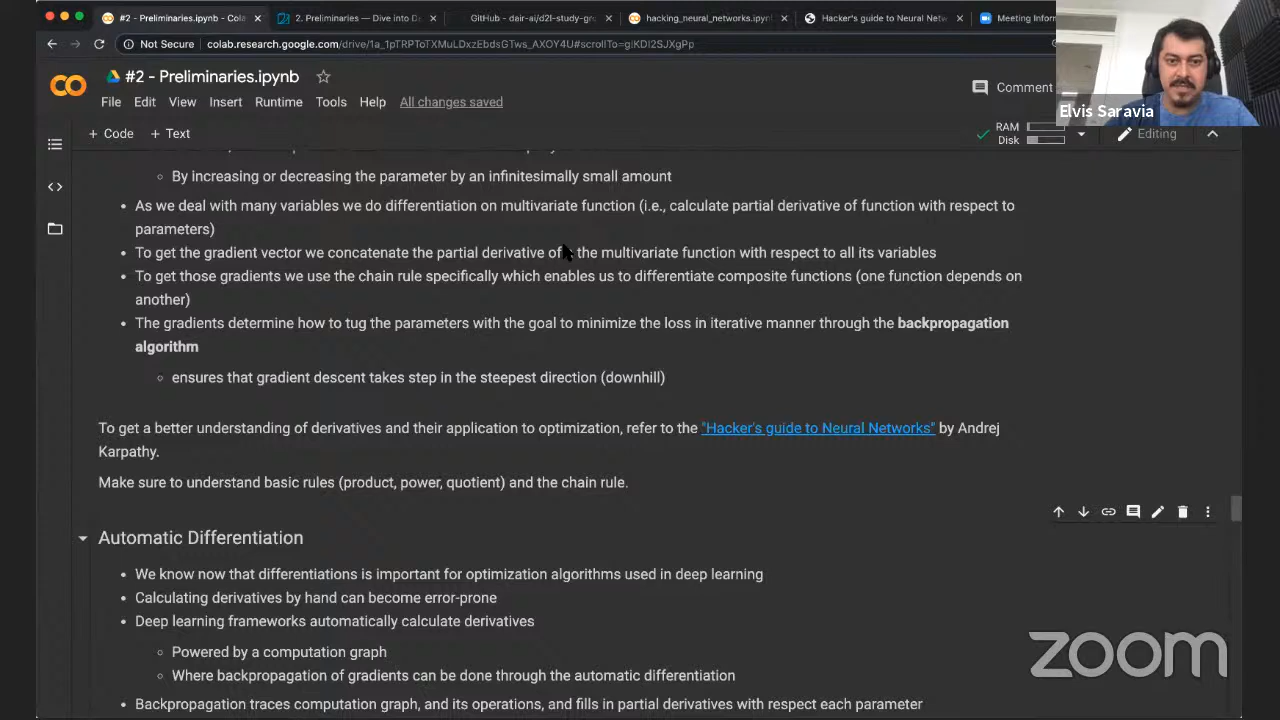 #2 - Preliminaries.ipynb - Cola
2. Preliminaries — Dive into De
GitHub - dair-ai/d2l-study-gro
hacking_neural_networks.ipynb
Hacker's guide to Neural Netw
Meeting Inform
Not Secure
colab.research.google.com/drive/1a_1pTRPToTXMuLDxzEbdsGTws_AXOY4U#scrollTo=g!KDI2SJXgPp
#2 - Preliminaries.ipynb
File Edit View Insert Runtime Tools Help All changes saved
Comment
Elvis Saravia
+ Code + Text
RAM
Disk
Editing
By increasing or decreasing the parameter by an infinitesimally small amount
As we deal with many variables we do differentiation on multivariate function (i.e., calculate partial derivative of function with respect to
parameters)
To get the gradient vector we concatenate the partial derivative of the multivariate function with respect to all its variables
To get those gradients we use the chain rule specifically which enables us to differentiate composite functions (one function depends on
another)
The gradients determine how to tug the parameters with the goal to minimize the loss in iterative manner through the backpropagation
algorithm
ensures that gradient descent takes step in the steepest direction (downhill)
To get a better understanding of derivatives and their application to optimization, refer to the "Hacker's guide to Neural Networks" by Andrej
Karpathy.
Make sure to understand basic rules (product, power, quotient) and the chain rule.
Automatic Differentiation
We know now that differentiations is important for optimization algorithms used in deep learning
Calculating derivatives by hand can become error-prone
Deep learning frameworks automatically calculate derivatives
Powered by a computation graph
Where backpropagation of gradients can be done through the automatic differentiation
Backpropagation traces computation graph, and its operations, and fills in partial derivatives with respect each parameter
zoom